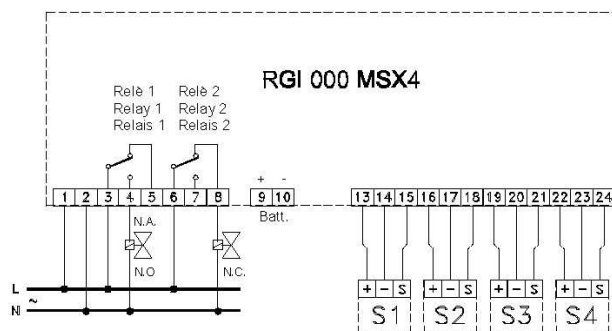 RGI 000 MSX4
Relè 1 Relè 2
Relay 1 Relay 2
Relais 1 Relais 2
+ -
1 2 3 4 5 6 7 8 9 10 13 14 15 16 17 18 19 20 21 22 23 24
Batt.
N.A.
N.O N.C.
L
N ~
+ - S + - S + - S + - S
S1 S2 S3 S4